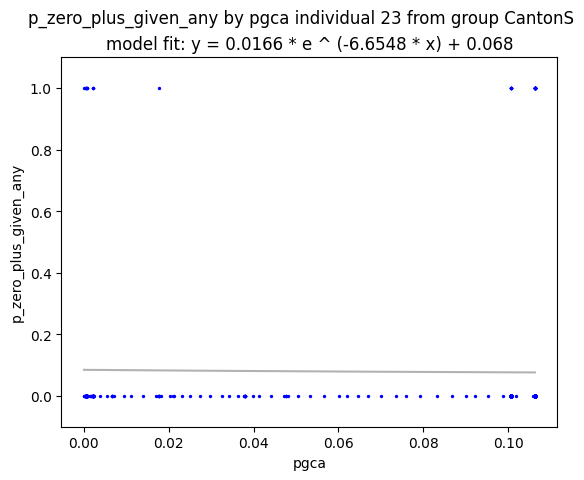 p_zero_plus_given_any by pgca individual 23 from group CantonS
model fit: y = 0.0166 * e ^ (-6.6548 * x) + 0.068
1.0
0.8
0.6
0.4
0.2
0.0
p_zero_plus_given_any
0.00 0.02 0.04 0.06 0.08 0.10
pgca